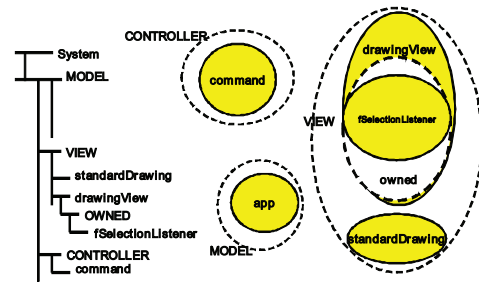 System
MODEL
VIEW
standardDrawing
drawingView
OWNED
fSelectionListener
CONTROLLER
command
CONTROLLER
command
app
MODEL
drawingView
fSelectionListener
VIEW
owned
standardDrawing